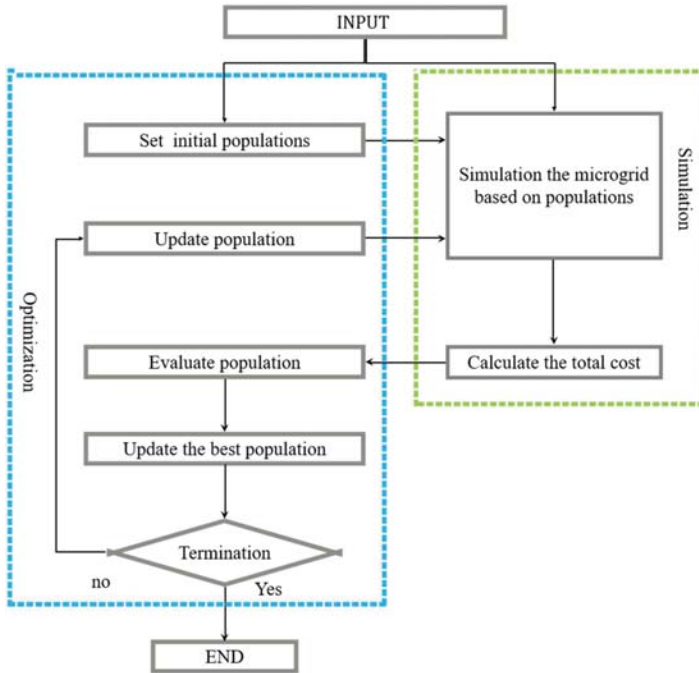 INPUT
Set initial populations
Simulation the microgrid
based on populations
Simulation
Update population
Optimization
Evaluate population
Calculate the total cost
Update the best population
Termination
no
Yes
END